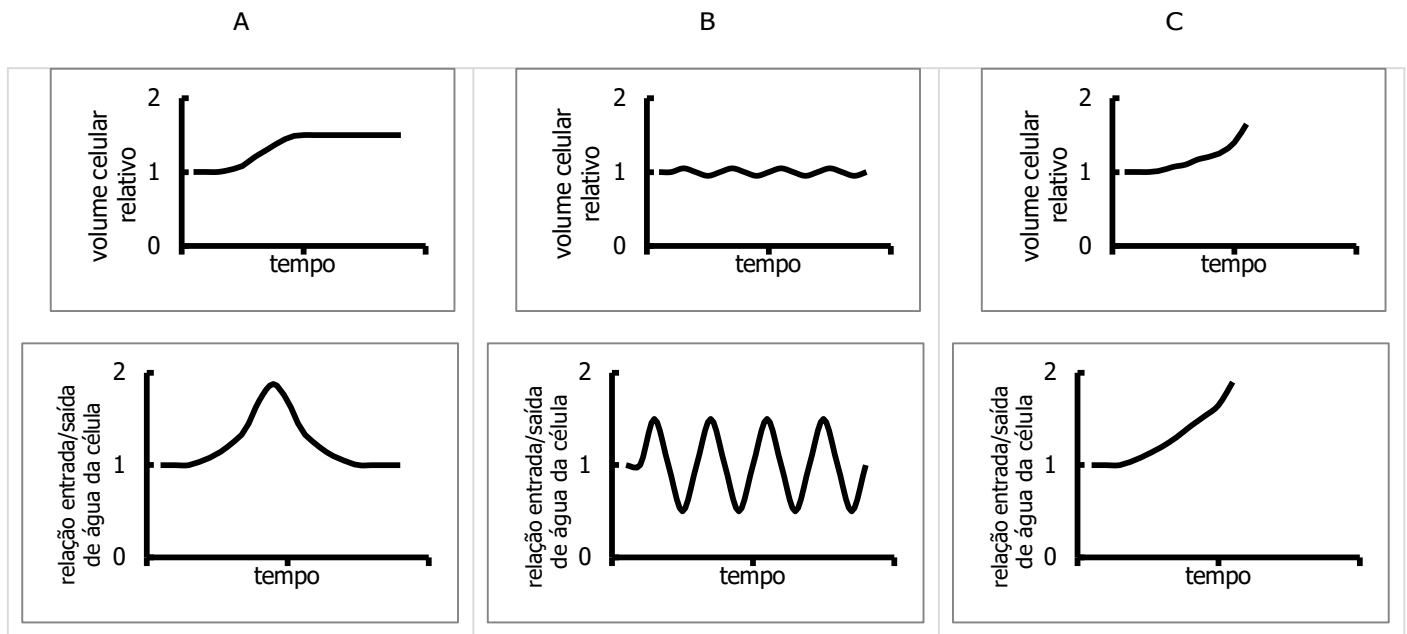 A
B
C
volume celular
relativo
2
1
0
tempo
volume celular
relativo
2
1
0
tempo
volume celular
relativo
2
1
0
tempo
relação entrada/saída
de água da célula
2
1
0
tempo
relação entrada/saída
de água da célula
2
1
0
tempo
relação entrada/saída
de água da célula
2
1
0
tempo